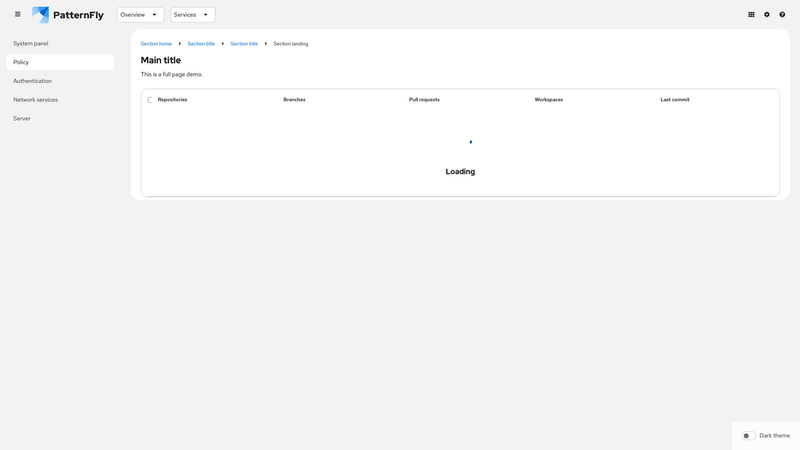 PatternFly
Overview
Services
System panel
Policy
Authentication
Network services
Server
Section home
Section title
Section title
Section landing
Main title
This is a full page demo.
Repositories
Branches
Pull requests
Workspaces
Last commit
Loading
Dark theme